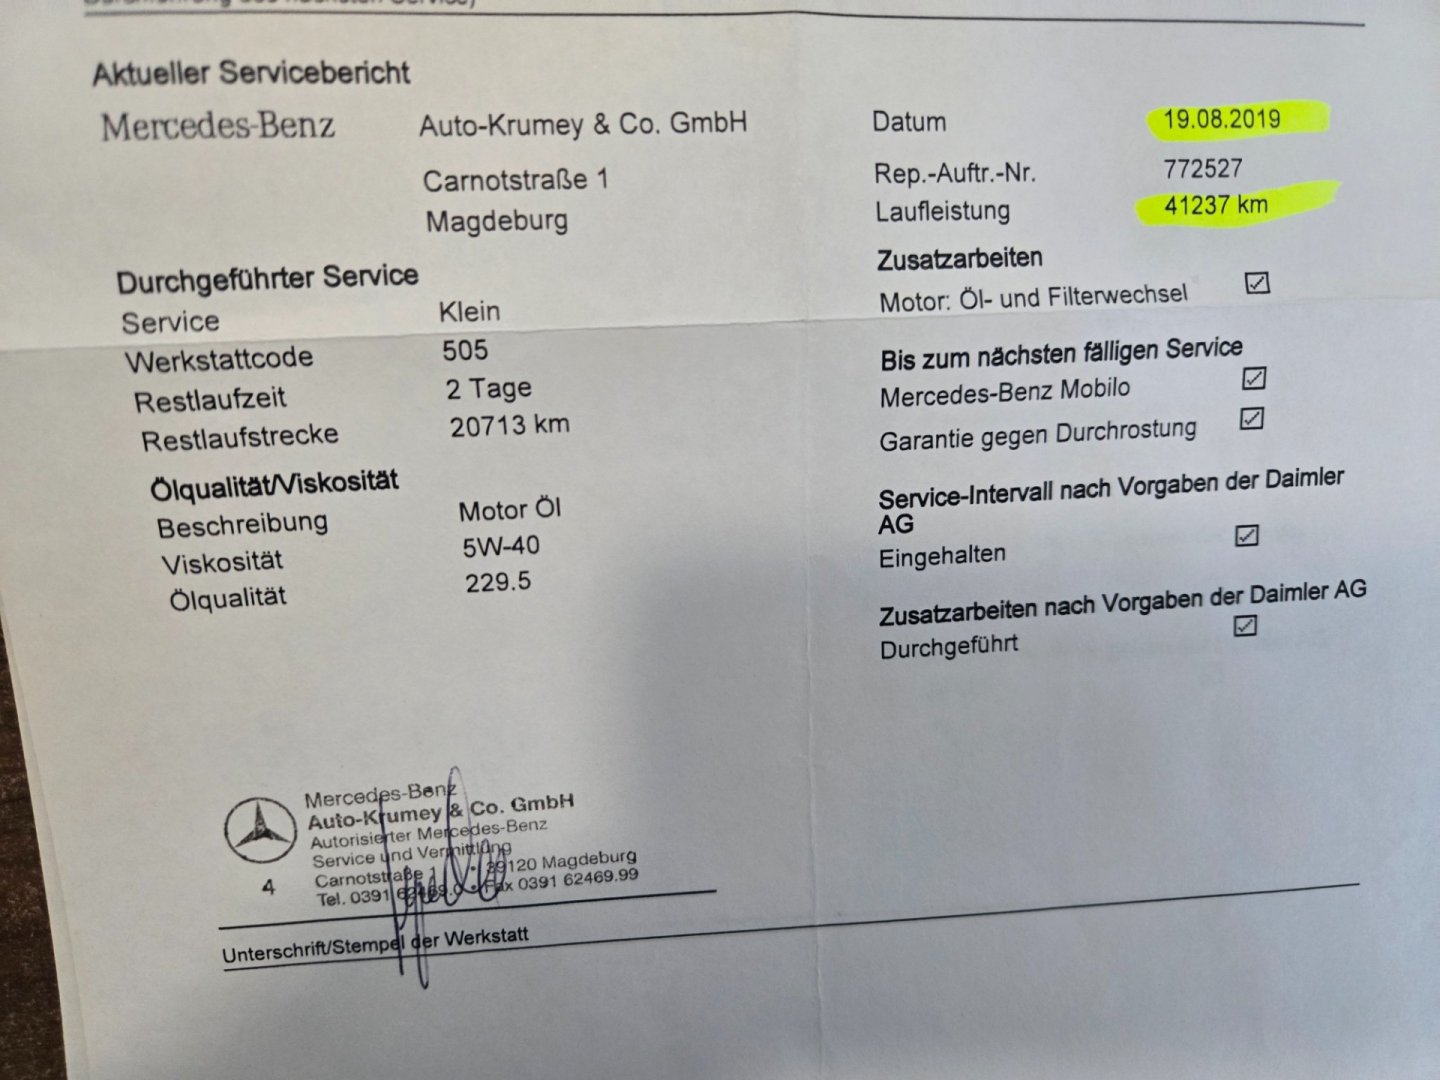 Aktueller Servicebericht
Mercedes-Benz
Auto-Krumey & Co. GmbH
Carnotstraße 1
Magdeburg
Datum 19.08.2019
Rep.-Auftr.-Nr. 772527
Laufleistung 41237 km
Durchgeführter Service
Service Klein
Werkstattcode 505
Restlaufzeit 2 Tage
Restlaufstrecke 20713 km
Ölqualität/Viskosität
Beschreibung Motor Öl
Viskosität 5W-40
Ölqualität 229.5
Zusatzarbeiten
Motor: Öl- und Filterwechsel
Bis zum nächsten fälligen Service
Mercedes-Benz Mobilo
Garantie gegen Durchrostung
Service-Intervall nach Vorgaben der Daimler
AG
Eingehalten
Zusatzarbeiten nach Vorgaben der Daimler AG
Durchgeführt
Mercedes-Benz
Auto-Krumey & Co. GmbH
Autorisierter Mercedes-Benz
Service und Vermittlung
Carnotstraße 1 • 39120 Magdeburg
4
Tel. 0391 • Fax 0391 62469.99
Unterschrift/Stempel der Werkstatt